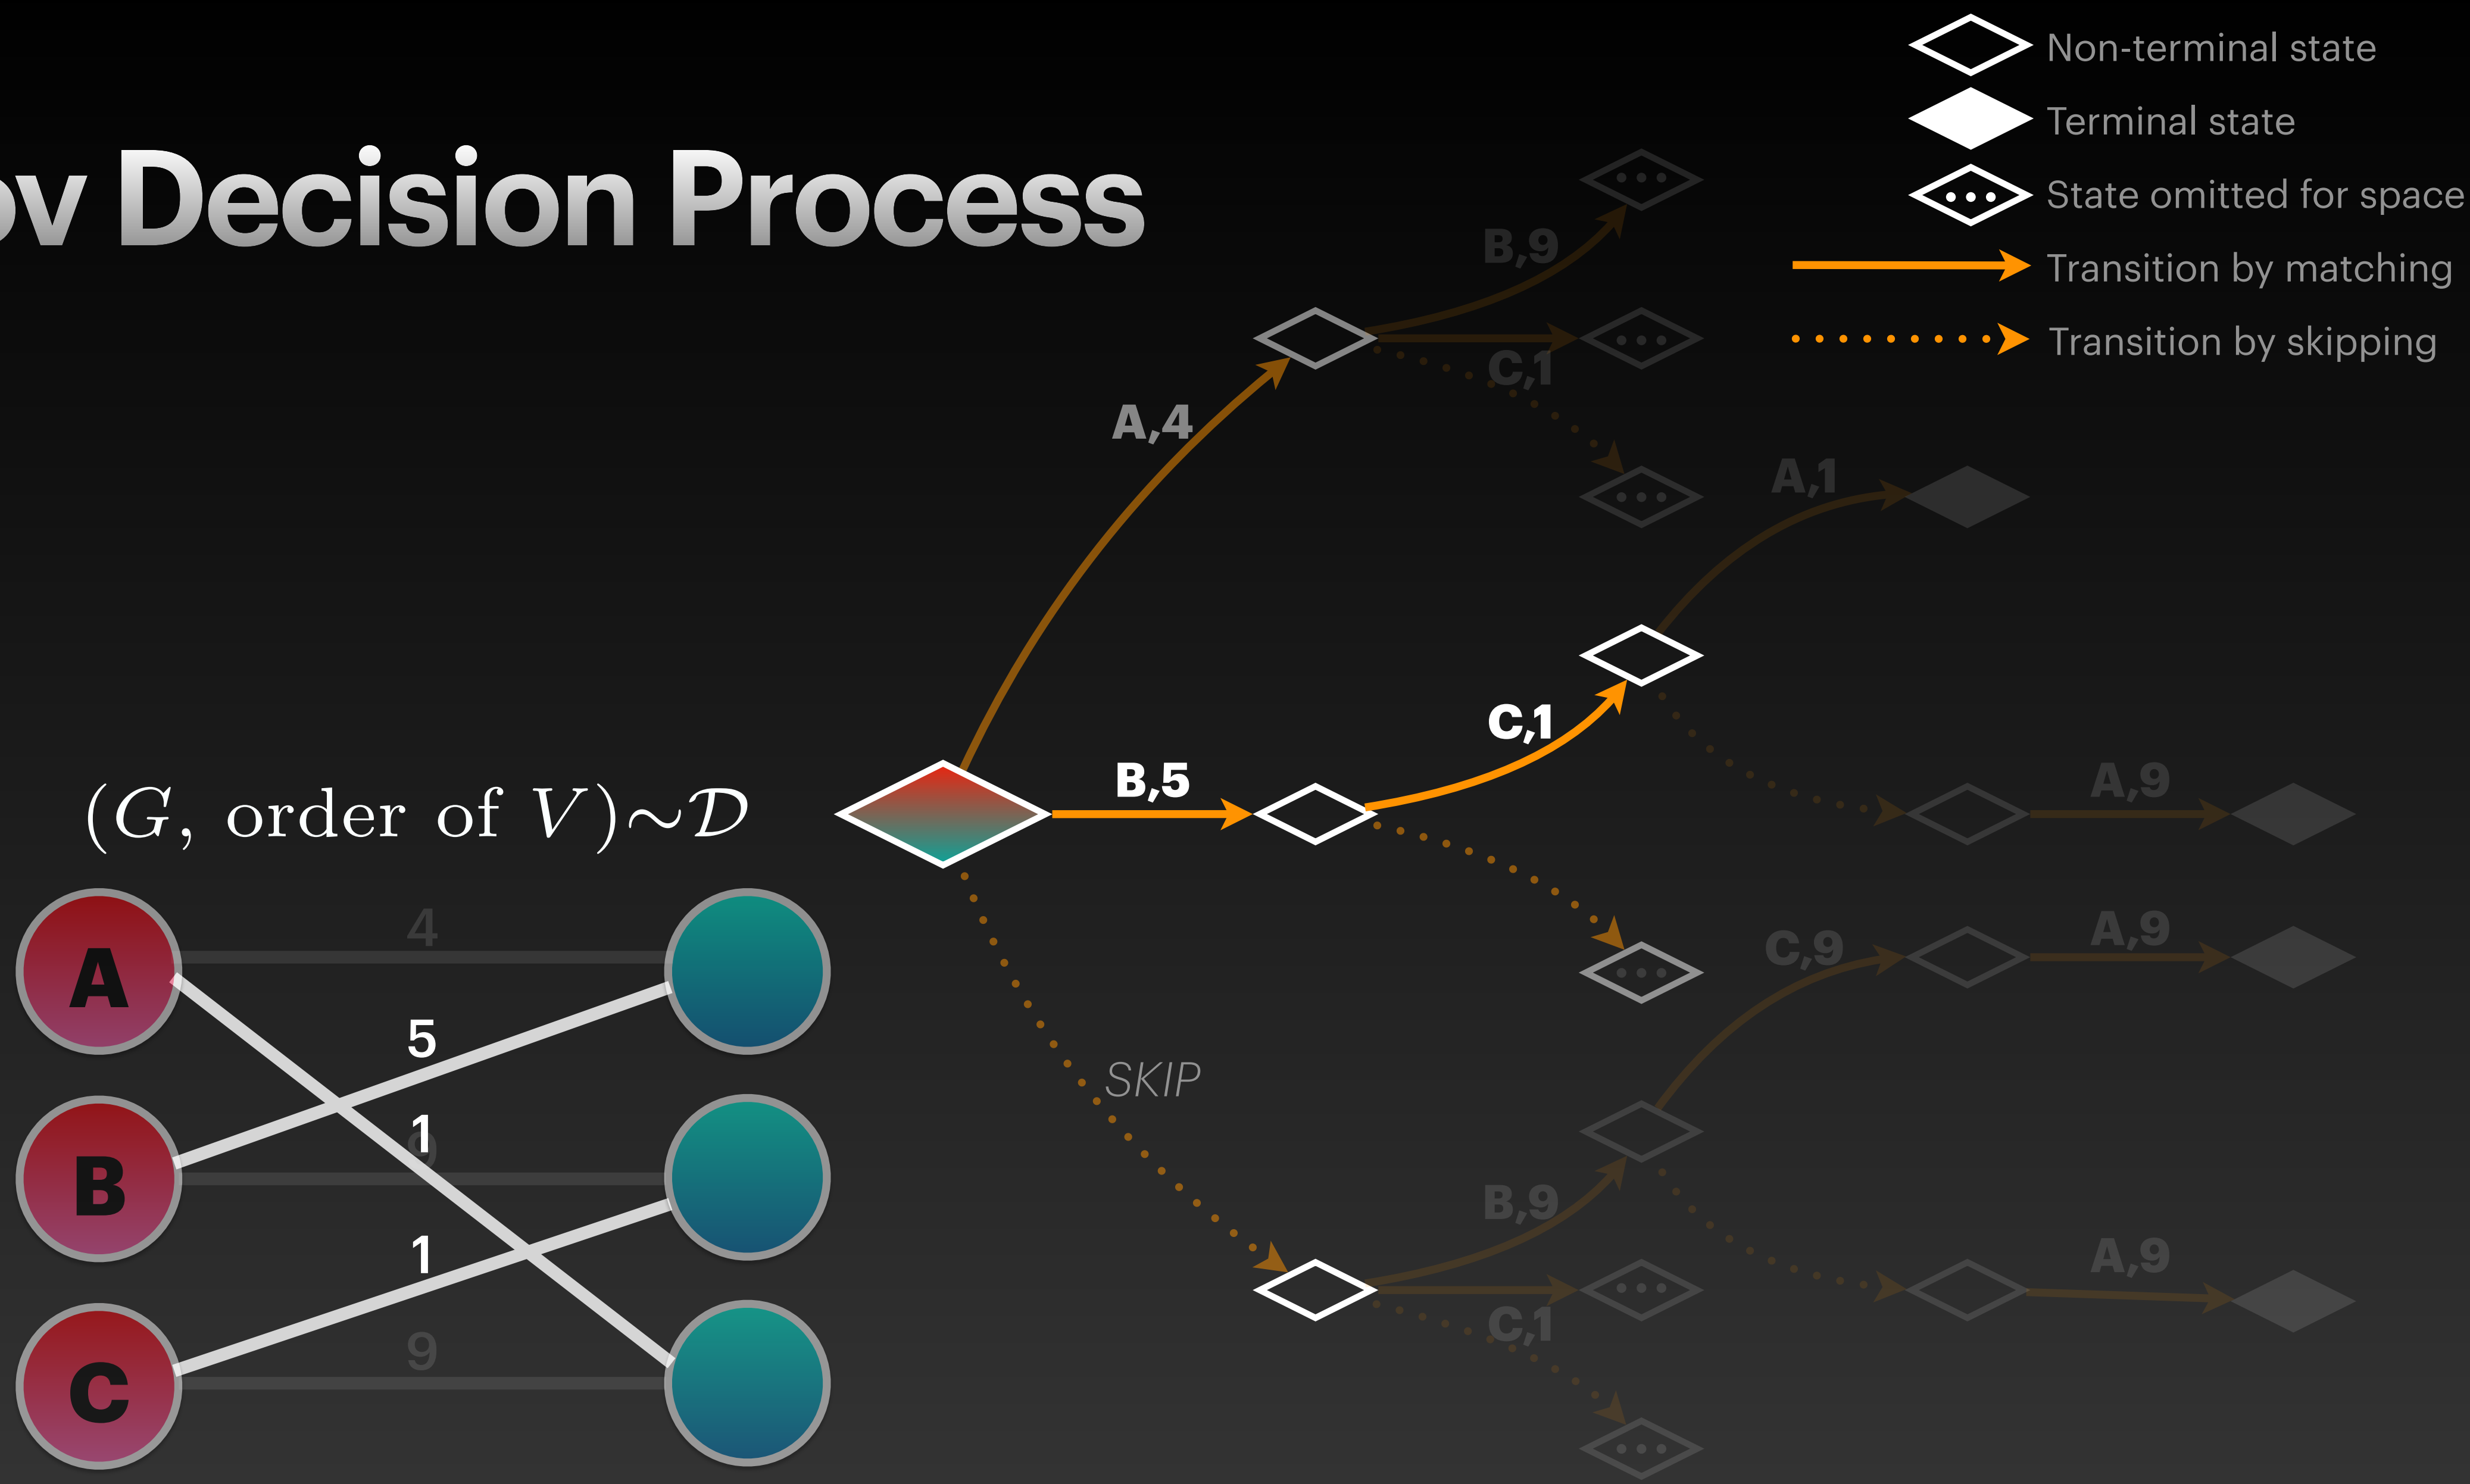 ov Decision Process
Non-terminal state
Terminal state
State omitted for space
Transition by matching
Transition by skipping
B,9
C,1
A,4
A,1
C,1
B,5
A,9
(G, order of V)~𝒟
A
B
C
4
5
1
9
1
9
C,9
A,9
SKIP
B,9
C,1
A,9